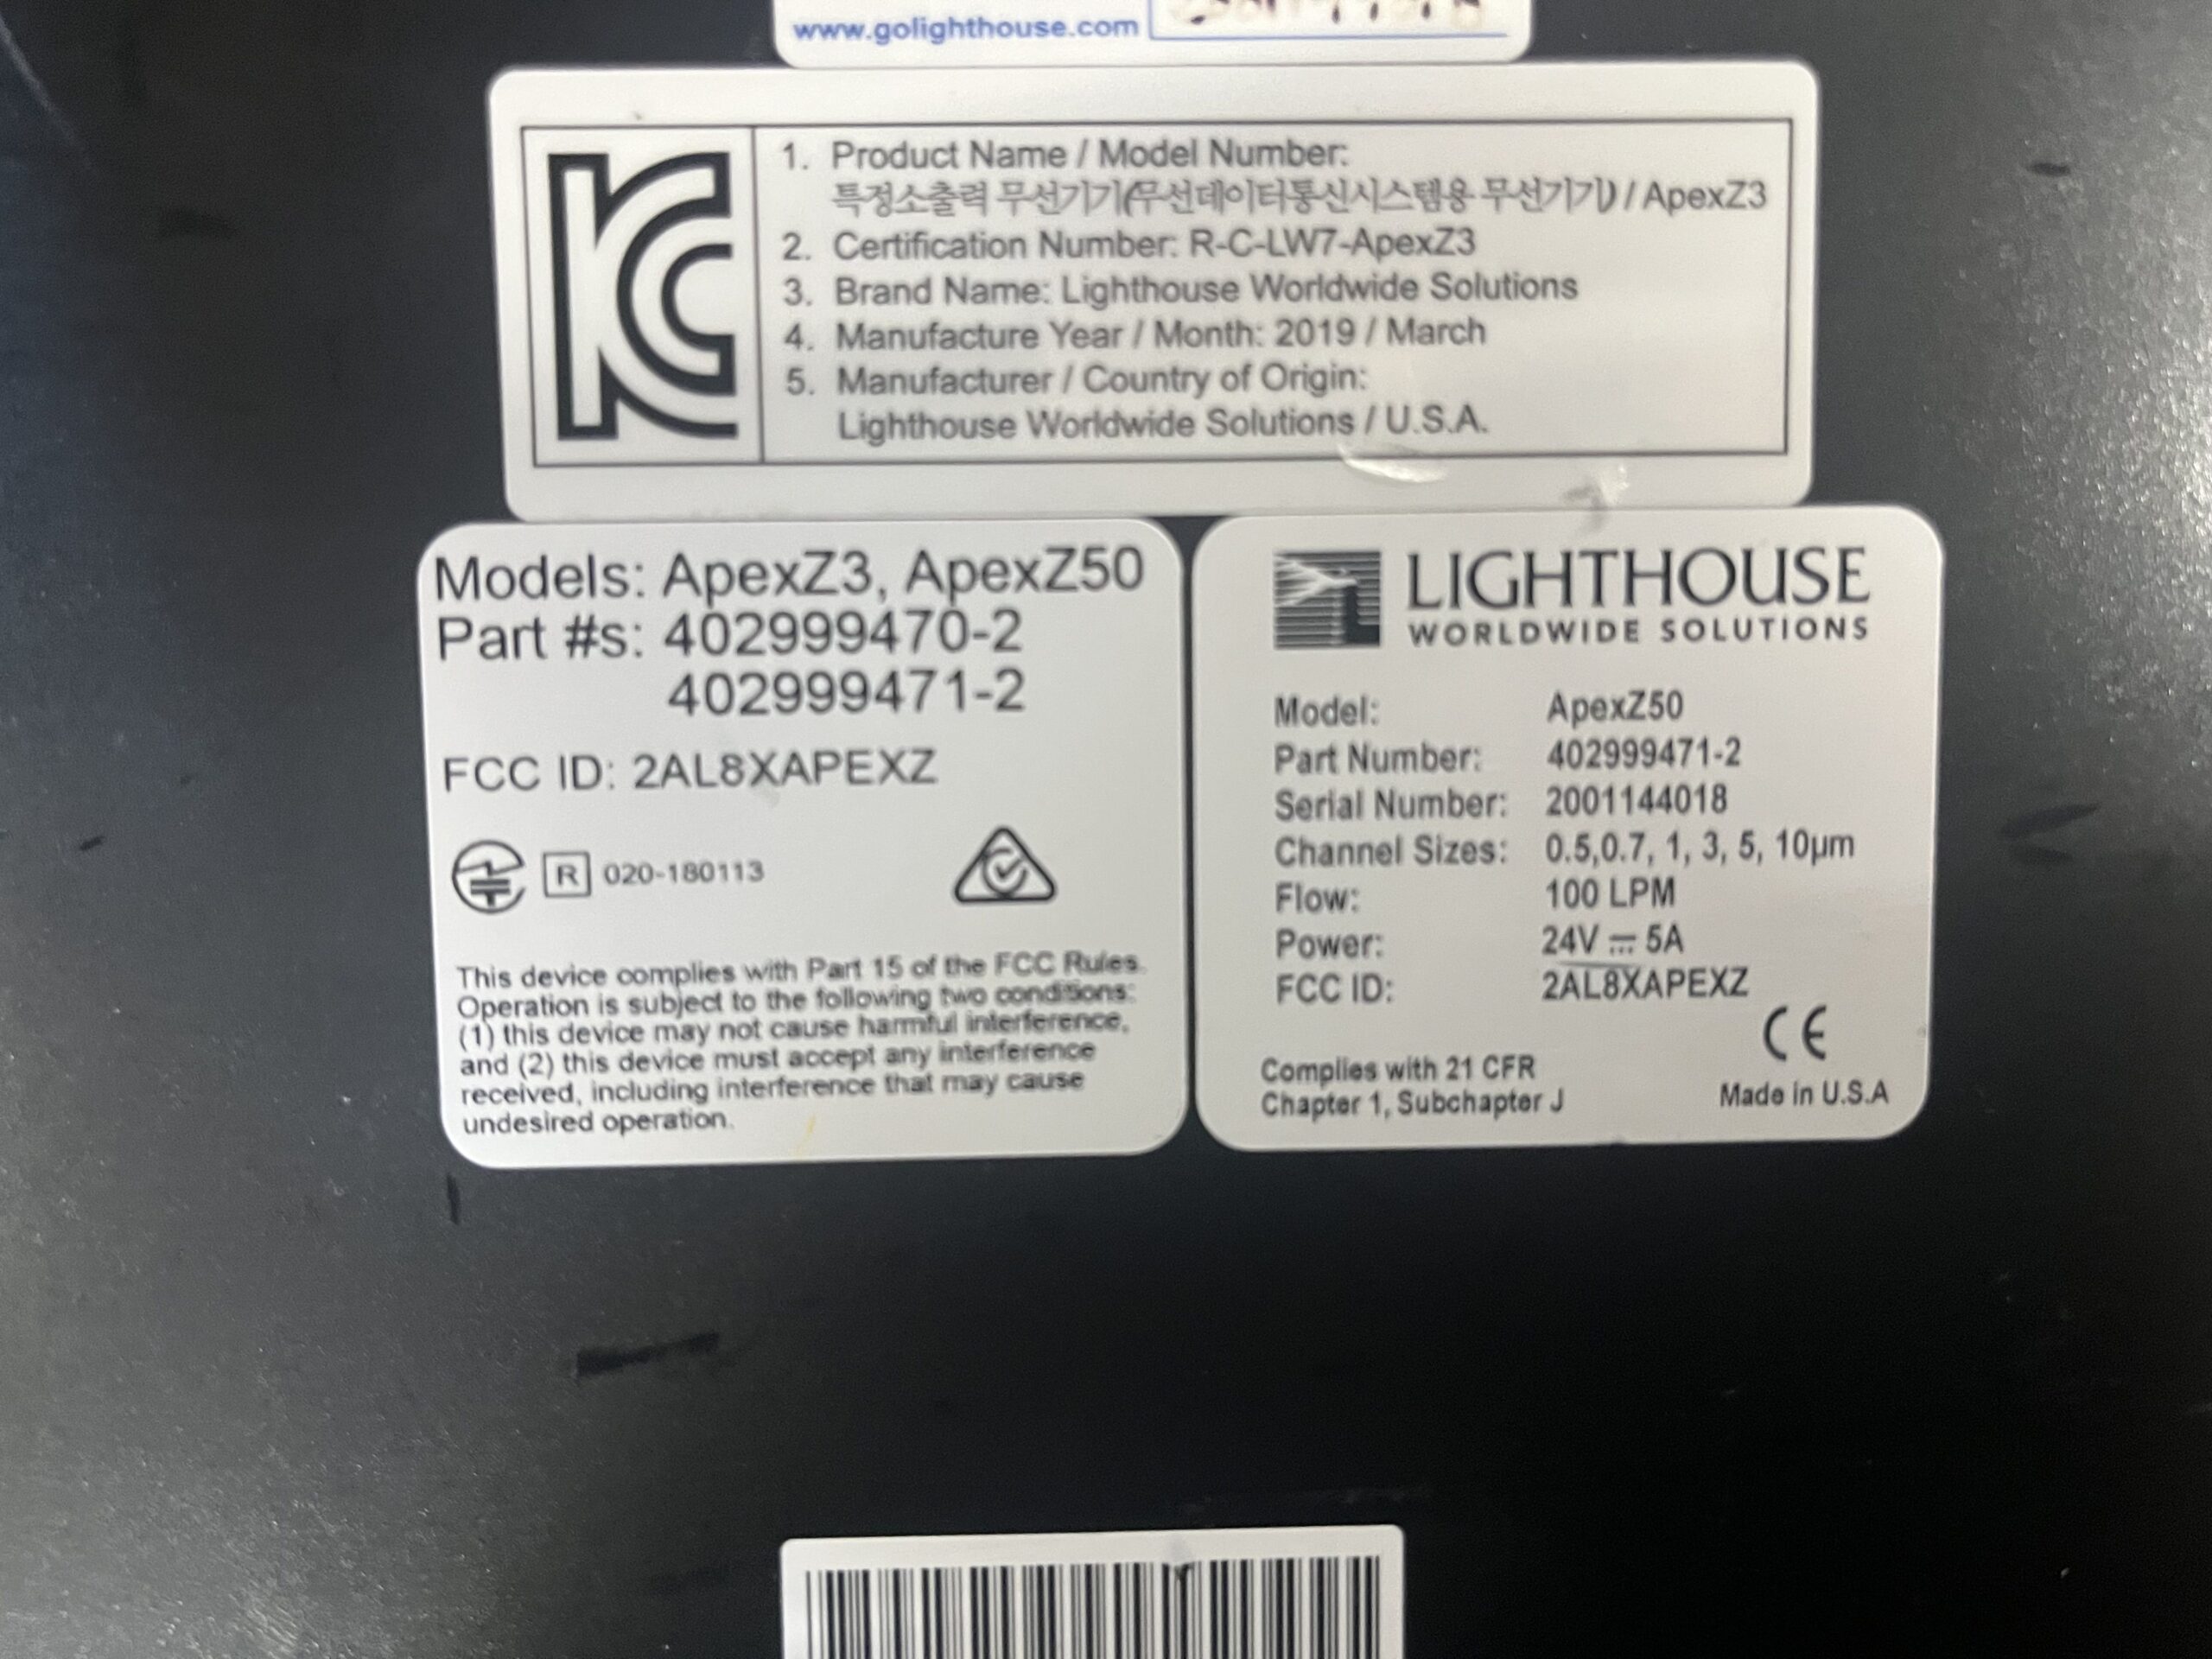 www.golighthouse.com
1. Product Name / Model Number:
특정소출력 무선기기(무선데이터통신시스템용 무선기기) / ApexZ3
2. Certification Number: R-C-LW7-ApexZ3
3. Brand Name: Lighthouse Worldwide Solutions
4. Manufacture Year / Month: 2019 / March
5. Manufacturer / Country of Origin:
Lighthouse Worldwide Solutions / U.S.A.
Models: ApexZ3, ApexZ50
Part #s: 402999470-2
402999471-2
FCC ID: 2AL8XAPEXZ
R 020-180113
This device complies with Part 15 of the FCC Rules.
Operation is subject to the following two conditions:
(1) this device may not cause harmful interference,
and (2) this device must accept any interference
received, including interference that may cause
undesired operation.
LIGHTHOUSE
WORLDWIDE SOLUTIONS
Model: ApexZ50
Part Number: 402999471-2
Serial Number: 2001144018
Channel Sizes: 0.5,0.7, 1, 3, 5, 10µm
Flow: 100 LPM
Power: 24V ⎓ 5A
FCC ID: 2AL8XAPEXZ
CE
Complies with 21 CFR
Chapter 1, Subchapter J
Made in U.S.A